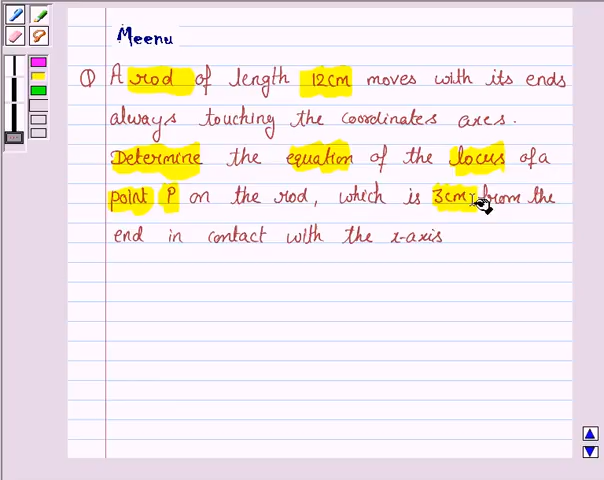 Meenu
Q A rod of length 12cm moves with its ends
always touching the coordinates axes.
Determine the equation of the locus of a
point P on the rod, which is 3cm from the
end in contact with the x-axis